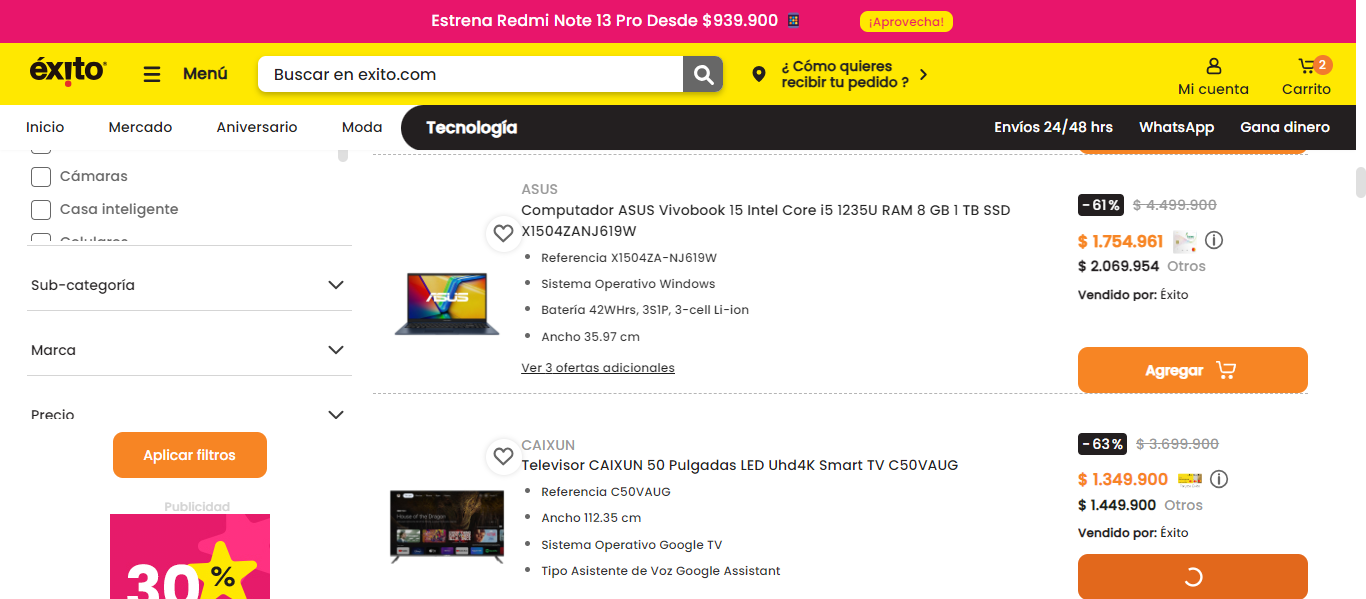 Estrena Redmi Note 13 Pro Desde $939.900
¡Aprovecha!
éxito
Menú
Buscar en exito.com
¿ Cómo quieres
recibir tu pedido ?
Mi cuenta
2
Carrito
Inicio
Mercado
Aniversario
Moda
Tecnología
Envíos 24/48 hrs
WhatsApp
Gana dinero
Cámaras
Casa inteligente
Celulares
Sub-categoría
Marca
Precio
Aplicar filtros
Publicidad
30 %
ASUS
Computador ASUS Vivobook 15 Intel Core i5 1235U RAM 8 GB 1 TB SSD
X1504ZANJ619W
Referencia X1504ZA-NJ619W
Sistema Operativo Windows
Batería 42WHrs, 3S1P, 3-cell Li-ion
Ancho 35.97 cm
Ver 3 ofertas adicionales
ASUS
-61%
$ 4.499.900
$ 1.754.961
$ 2.069.954 Otros
Vendido por: Éxito
Agregar
CAIXUN
Televisor CAIXUN 50 Pulgadas LED Uhd4K Smart TV C50VAUG
Referencia C50VAUG
Ancho 112.35 cm
Sistema Operativo Google TV
Tipo Asistente de Voz Google Assistant
House of the Dragon
-63%
$ 3.699.900
$ 1.349.900
$ 1.449.900 Otros
Vendido por: Éxito